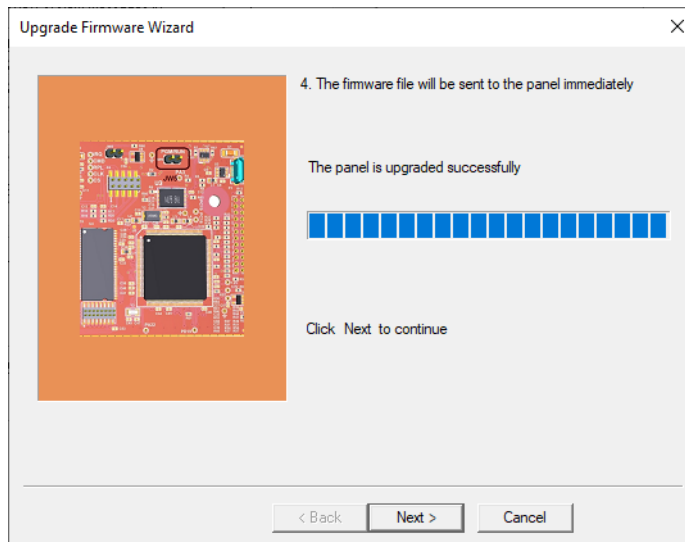 Upgrade Firmware Wizard
4. The firmware file will be sent to the panel immediately
The panel is upgraded successfully
JW5
Click Next to continue
< Back
Next >
Cancel